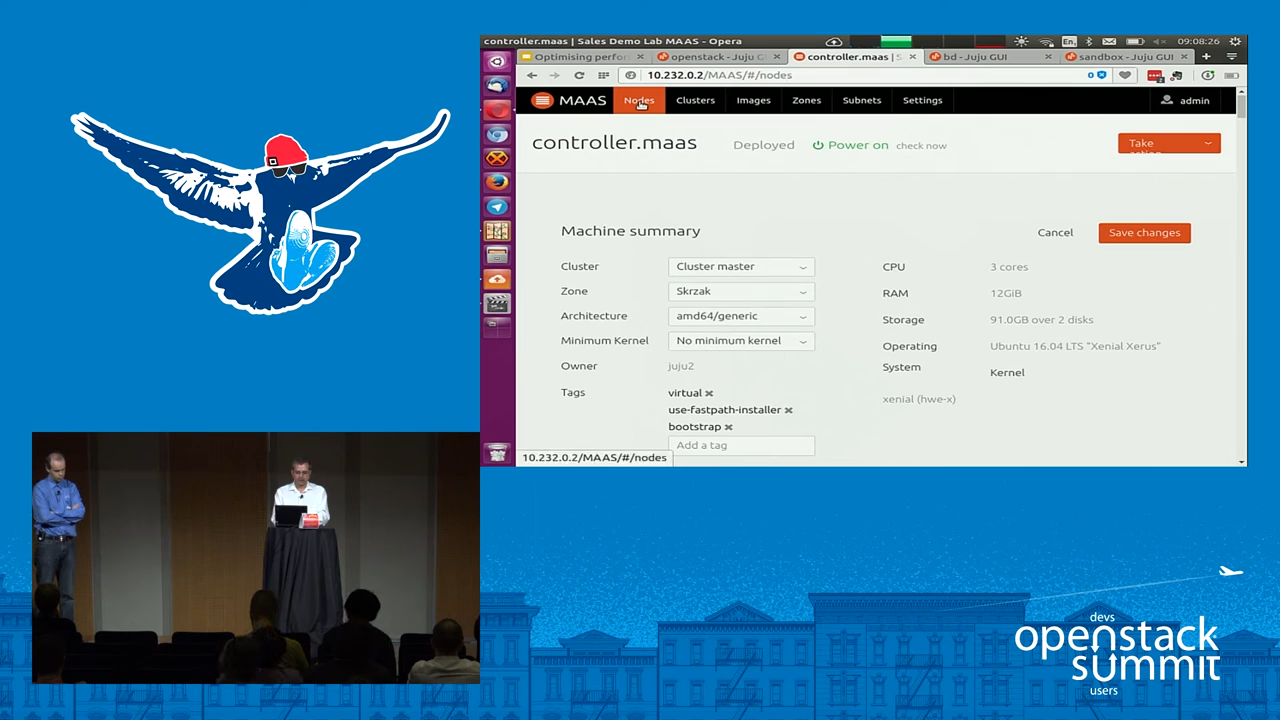 controller.maas | Sales Demo Lab MAAS - Opera
En
09:08:26
Optimising perfor
openstack - Juju GUI
controller.maas | S
bd - Juju GUI
sandbox - Juju GUI
10.232.0.2/MAAS/#/nodes
0
MAAS
Nodes
Clusters
Images
Zones
Subnets
Settings
admin
controller.maas
Deployed
Power on
check now
Take
action
Machine summary
Cancel
Save changes
Cluster
Cluster master
CPU
3 cores
Zone
Skrzak
RAM
12GiB
Architecture
amd64/generic
Storage
91.0GB over 2 disks
Minimum Kernel
No minimum kernel
Operating
System
Ubuntu 16.04 LTS "Xenial Xerus"
Owner
juju2
Kernel
Tags
virtual
use-fastpath-installer
bootstrap
xenial (hwe-x)
Add a tag
10.232.0.2/MAAS/#/nodes
devs
openstack
summit
users